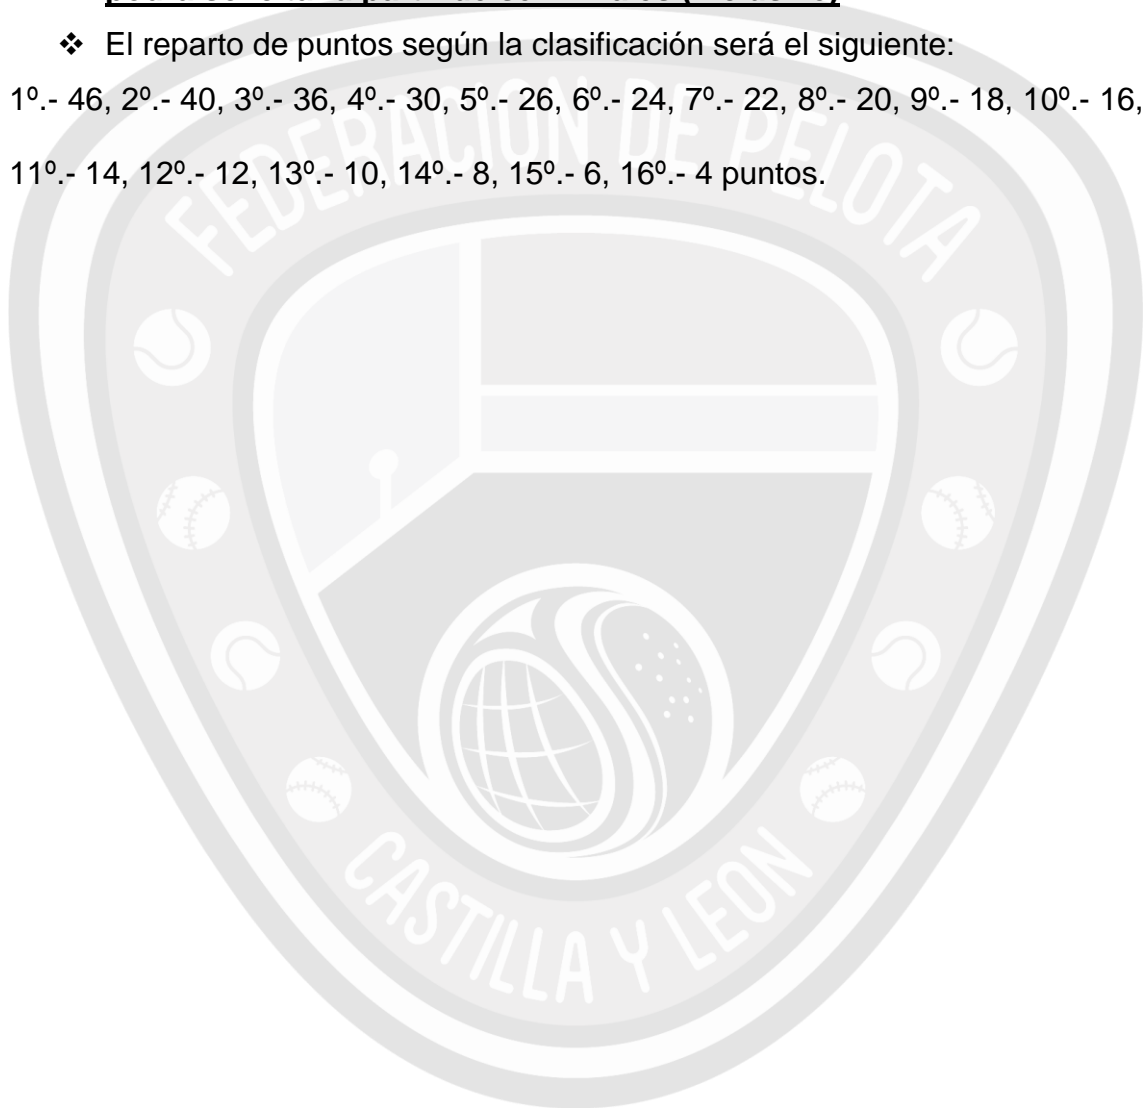 ❖ El reparto de puntos según la clasificación será el siguiente:
1º.- 46, 2º.- 40, 3º.- 36, 4º.- 30, 5º.- 26, 6º.- 24, 7º.- 22, 8º.- 20, 9º.- 18, 10º.- 16,
11º.- 14, 12º.- 12, 13º.- 10, 14º.- 8, 15º.- 6, 16º.- 4 puntos.
FEDERACION DE PELOTA
CASTILLA Y LEON